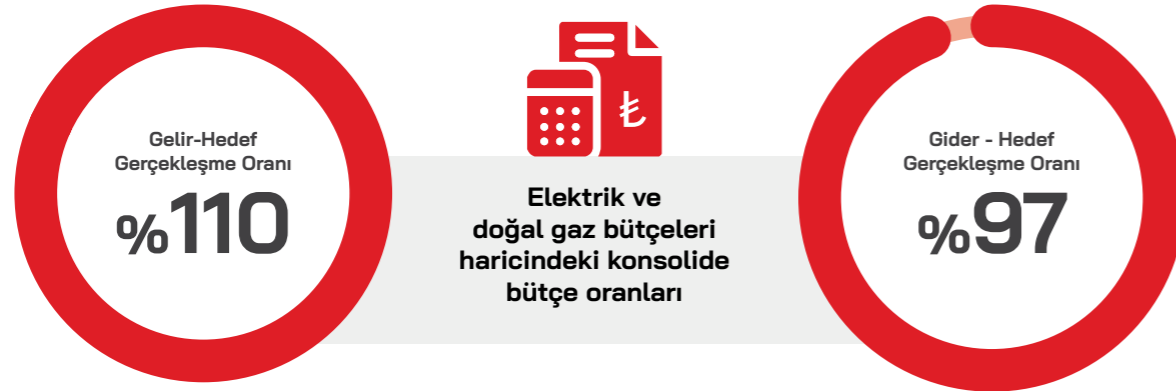 Gelir-Hedef
Gerçekleşme Oranı
%110
₺
Elektrik ve
doğal gaz bütçeleri
haricindeki konsolide
bütçe oranları
Gider - Hedef
Gerçekleşme Oranı
%97